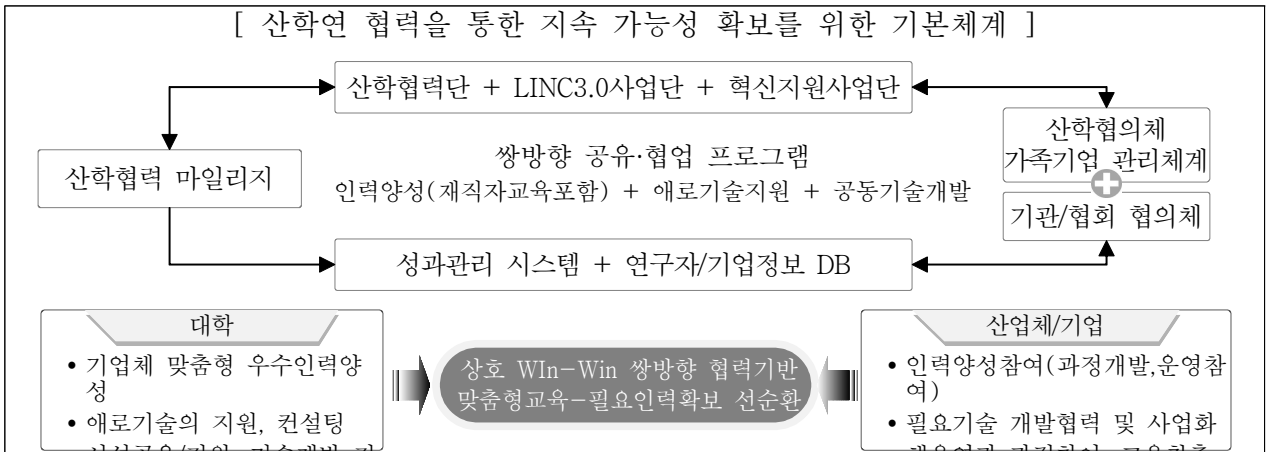 [ 산학연 협력을 통한 지속 가능성 확보를 위한 기본체계 ]
산학협력단 + LINC3.0사업단 + 혁신지원사업단
산학협력 마일리지
쌍방향 공유·협업 프로그램
인력양성(재직자교육포함) + 애로기술지원 + 공동기술개발
산학협의체
가족기업 관리체계
기관/협회 협의체
성과관리 시스템 + 연구자/기업정보 DB
대학
• 기업체 맞춤형 우수인력양
성
• 애로기술의 지원, 컨설팅
상호 WIn-Win 쌍방향 협력기반
맞춤형교육-필요인력확보 선순환
산업체/기업
• 인력양성참여(과정개발,운영참
여)
• 필요기술 개발협력 및 사업화